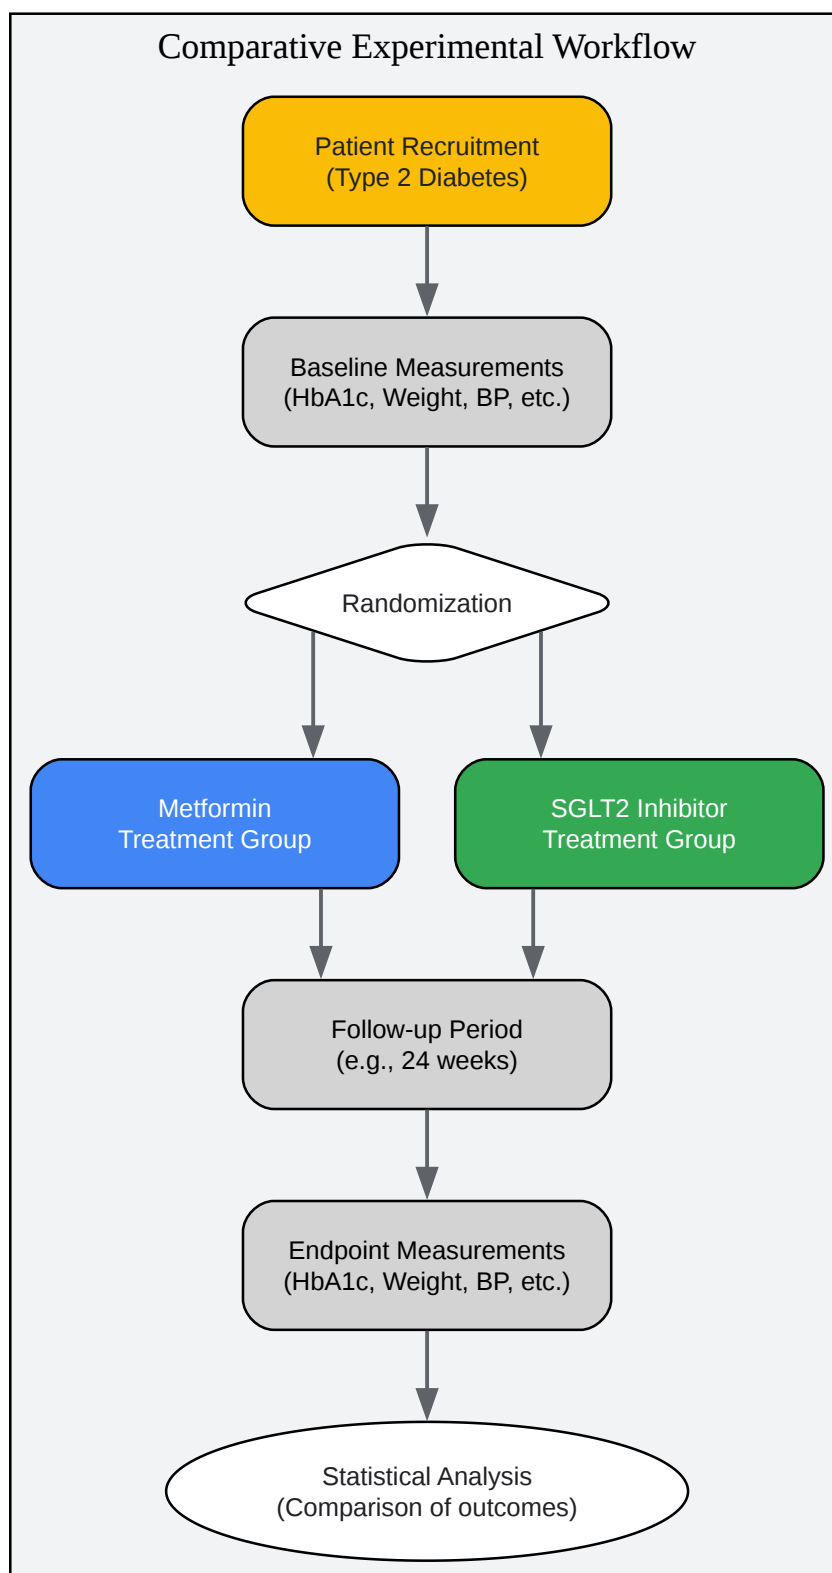 Comparative Experimental Workflow
Patient Recruitment
(Type 2 Diabetes)
Baseline Measurements
(HbA1c, Weight, BP, etc.)
Randomization
Metformin
Treatment Group
SGLT2 Inhibitor
Treatment Group
Follow-up Period
(e.g., 24 weeks)
Endpoint Measurements
(HbA1c, Weight, BP, etc.)
Statistical Analysis
(Comparison of outcomes)